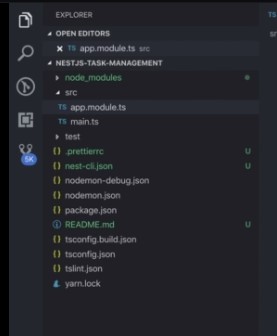 EXPLORER
TS
OPEN EDITORS
TS app.module.ts src
NESTJS-TASK-MANAGEMENT
node_modules
src
TS app.module.ts
TS main.ts
test
{} .prettierrc U
{} nest-cli.json U
{} nodemon-debug.json
{} nodemon.json
{} package.json
README.md U
{} tsconfig.build.json
{} tsconfig.json
{} tslint.json
yarn.lock
5K